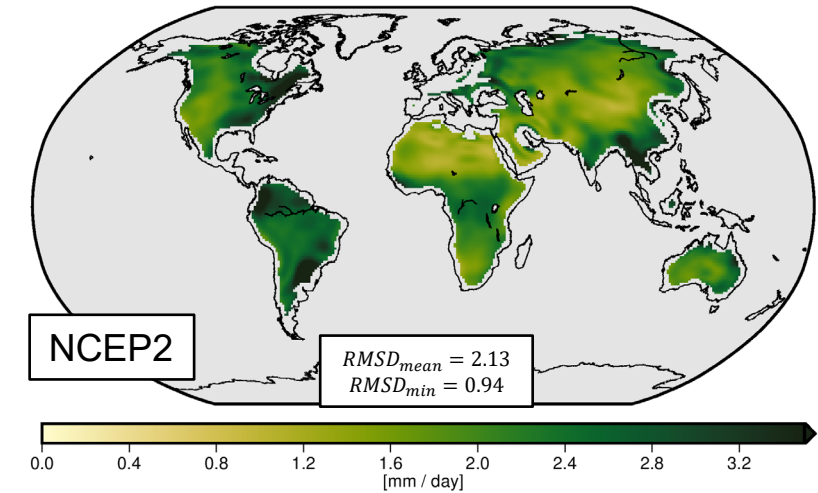 NCEP2
RMSD_mean = 2.13
RMSD_min = 0.94
0.0 0.4 0.8 1.2 1.6 2.0 2.4 2.8 3.2
[mm / day]